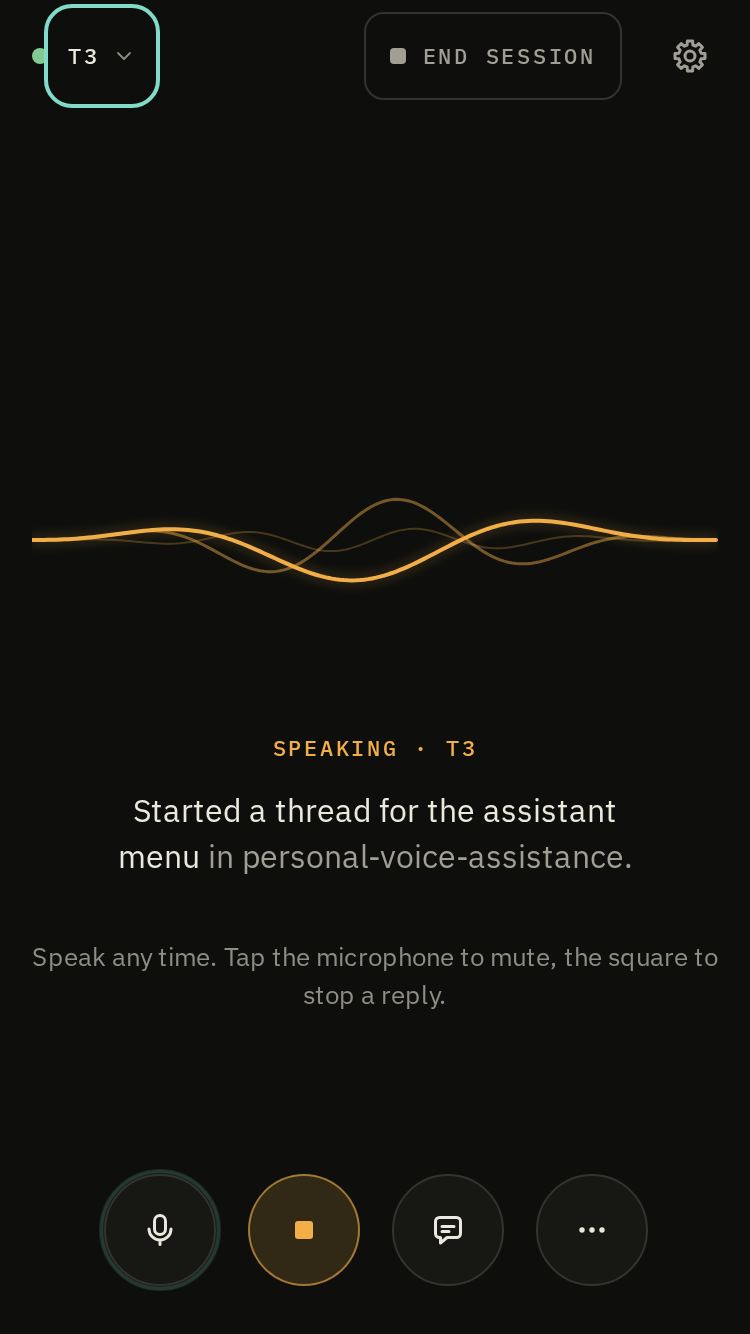 T3
END SESSION
SPEAKING · T3
Started a thread for the assistant
menu in personal-voice-assistance.
Speak any time. Tap the microphone to mute, the square to
stop a reply.